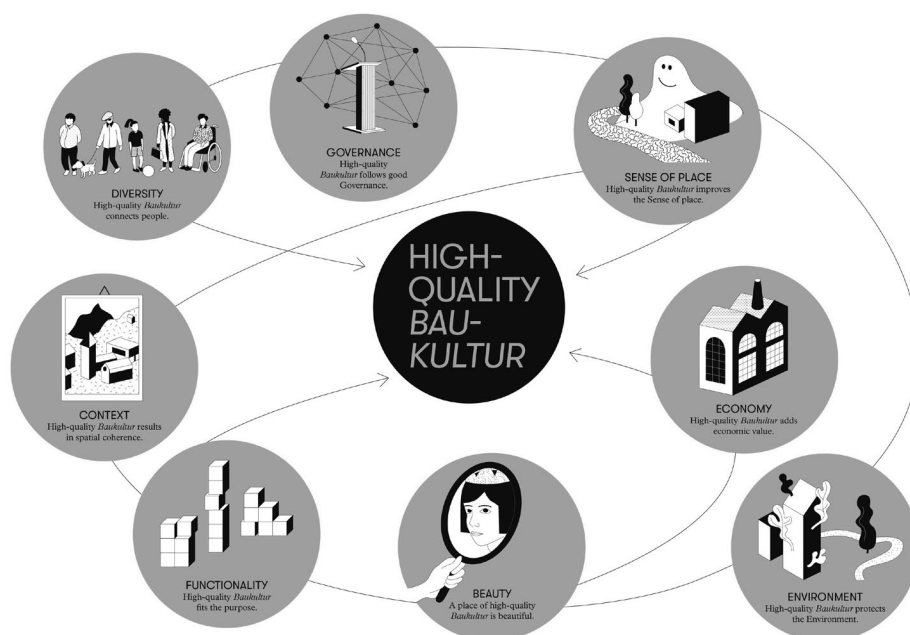 GOVERNANCE
High-quality
Baukultur follows good
Governance.
SENSE OF PLACE
High-quality Baukultur improves
the Sense of place.
DIVERSITY
High-quality Baukultur
connects people.
HIGH-
QUALITY
BAU-
KULTUR
CONTEXT
High-quality Baukultur results
in spatial coherence.
ECONOMY
High-quality Baukultur adds
economic value.
FUNCTIONALITY
High-quality Baukultur
fits the purpose.
BEAUTY
A place of high-quality
Baukultur is beautiful.
ENVIRONMENT
High-quality Baukultur protects
the Environment.